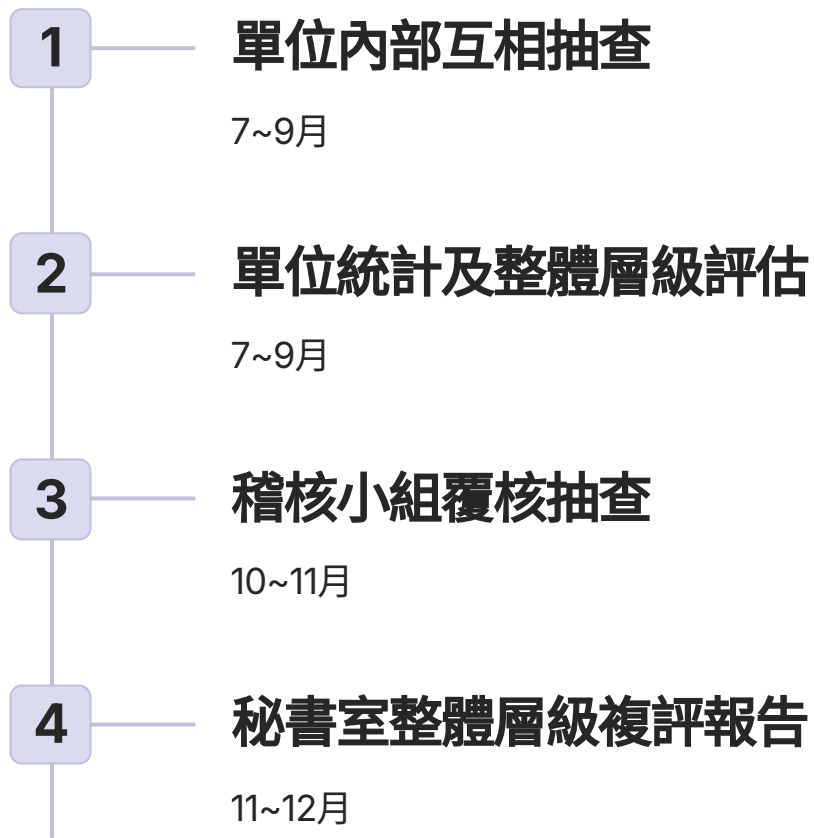 1
單位內部互相抽查
7~9月
2
單位統計及整體層級評估
7~9月
3
稽核小組覆核抽查
10~11月
4
秘書室整體層級複評報告
11~12月